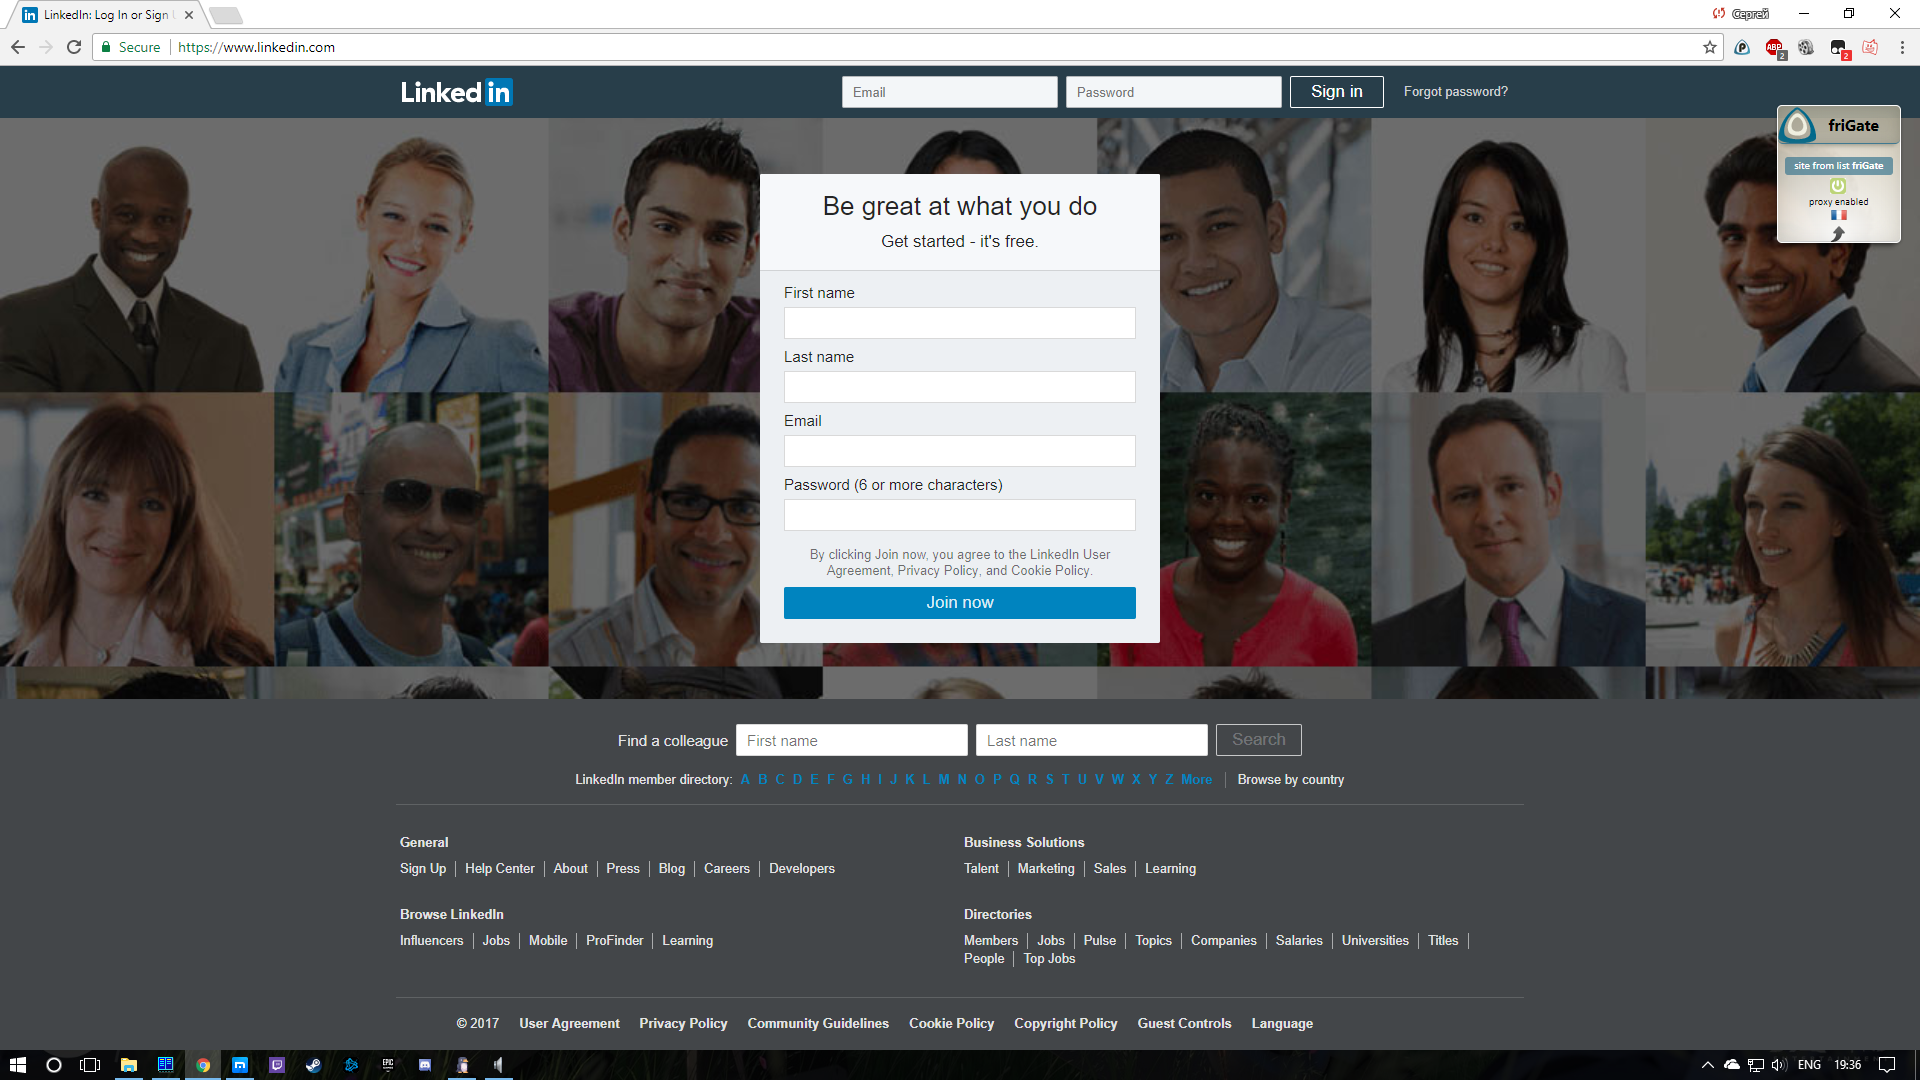 LinkedIn: Log In or Sign U
Сергей
Secure
https://www.linkedin.com
ABP
2
2
Linked in
Email
Password
Sign in
Forgot password?
friGate
site from list friGate
proxy enabled
Be great at what you do
Get started - it's free.
First name
Last name
Email
Password (6 or more characters)
By clicking Join now, you agree to the LinkedIn User
Agreement, Privacy Policy, and Cookie Policy.
Join now
Find a colleague
First name
Last name
Search
LinkedIn member directory: A B C D E F G H I J K L M N O P Q R S T U V W X Y Z More | Browse by country
General
Sign Up | Help Center | About | Press | Blog | Careers | Developers
Business Solutions
Talent | Marketing | Sales | Learning
Browse LinkedIn
Influencers | Jobs | Mobile | ProFinder | Learning
Directories
Members | Jobs | Pulse | Topics | Companies | Salaries | Universities | Titles |
People | Top Jobs
© 2017 User Agreement Privacy Policy Community Guidelines Cookie Policy Copyright Policy Guest Controls Language
EPIC
ENG
19:36